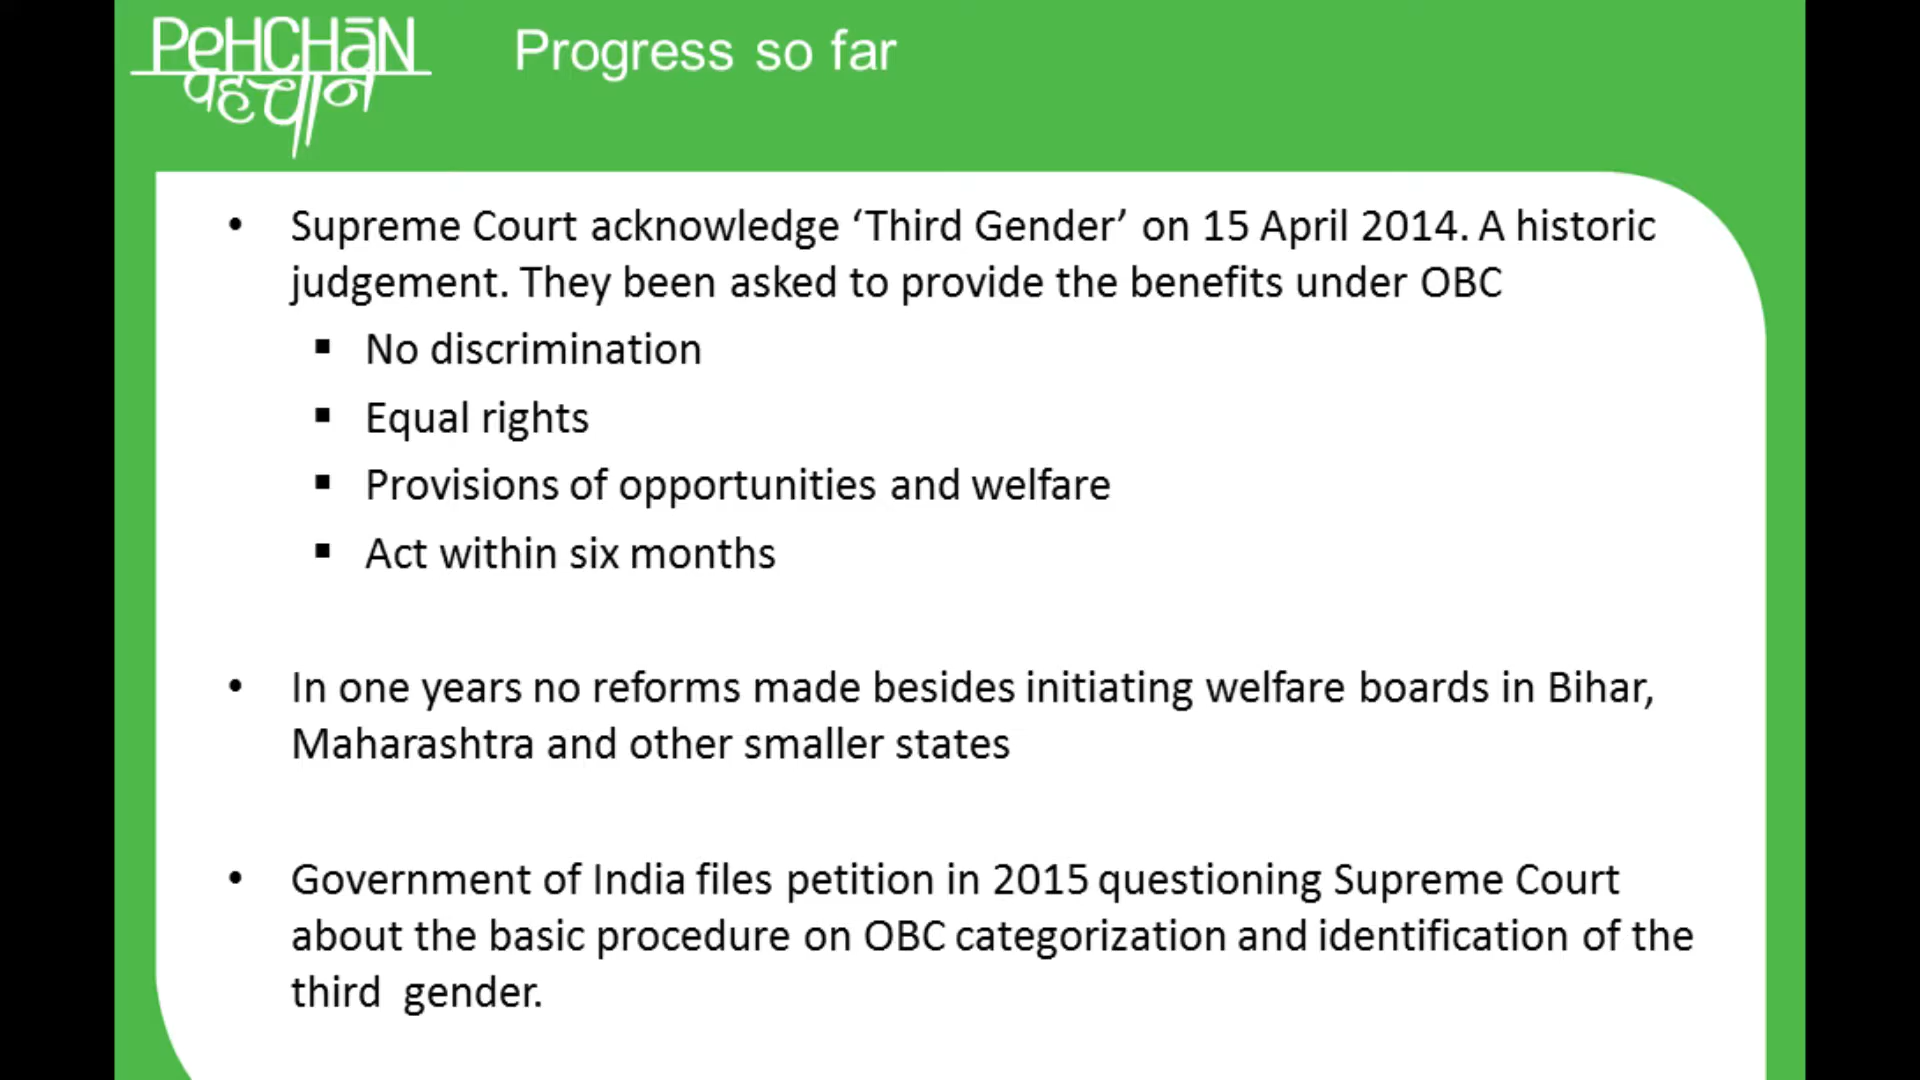 PeHCHāN
पहचान
Progress so far
• Supreme Court acknowledge ‘Third Gender’ on 15 April 2014. A historic
judgement. They been asked to provide the benefits under OBC
▪ No discrimination
▪ Equal rights
▪ Provisions of opportunities and welfare
▪ Act within six months
• In one years no reforms made besides initiating welfare boards in Bihar,
Maharashtra and other smaller states
• Government of India files petition in 2015 questioning Supreme Court
about the basic procedure on OBC categorization and identification of the
third gender.